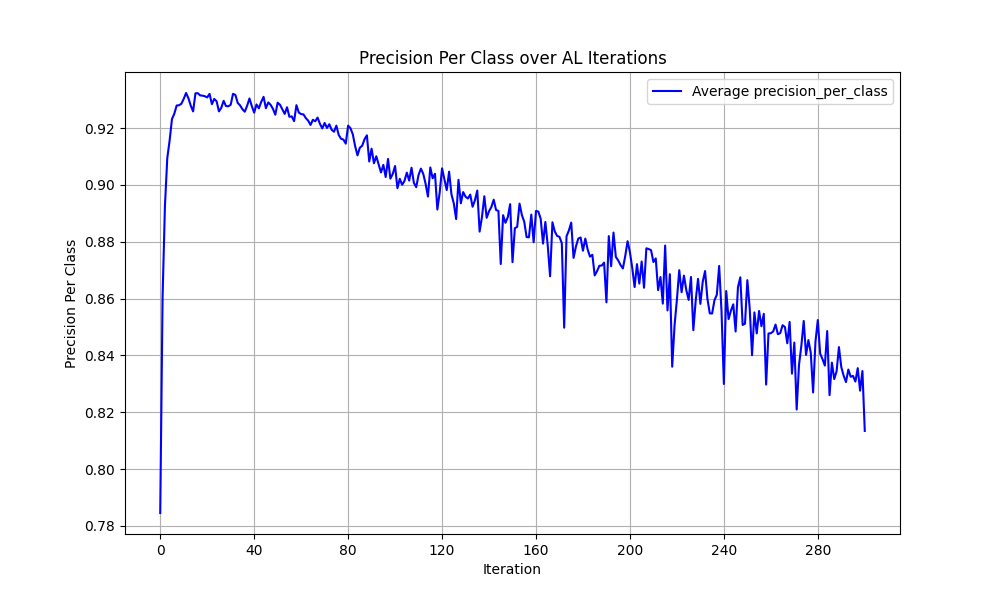 Precision Per Class over AL Iterations
Average precision_per_class
Precision Per Class
0.92
0.90
0.88
0.86
0.84
0.82
0.80
0.78
0 40 80 120 160 200 240 280
Iteration